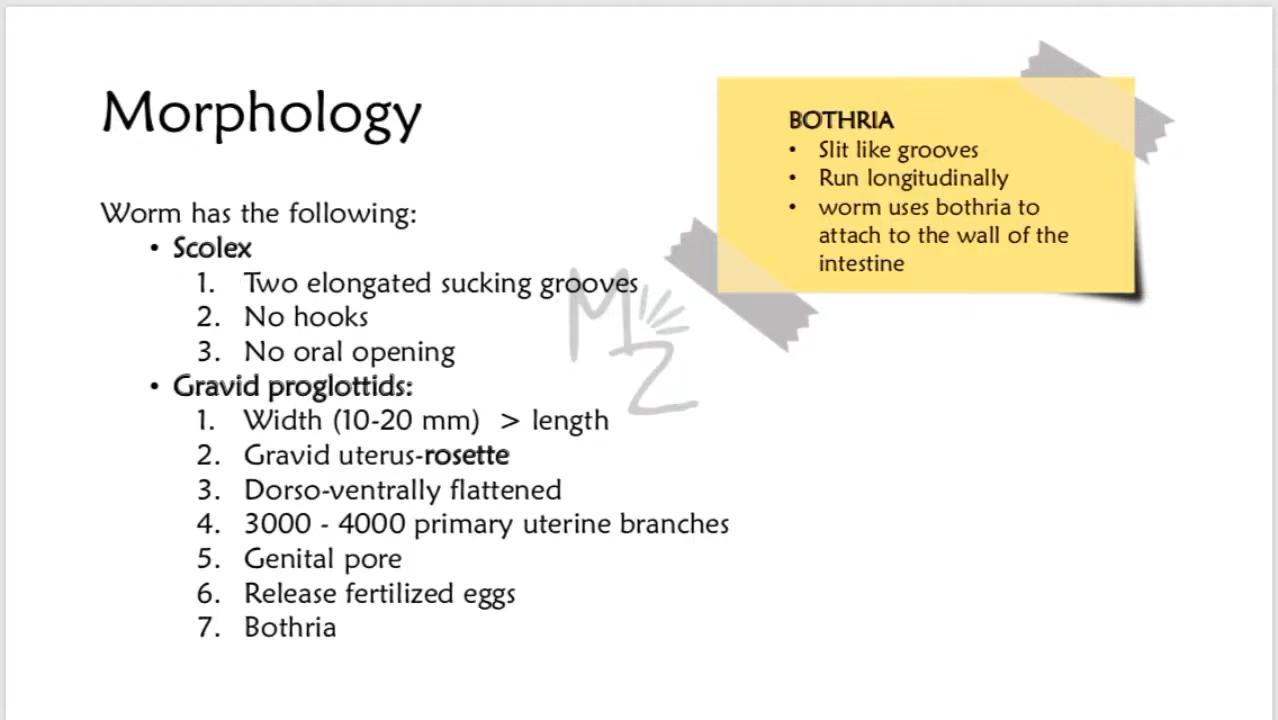 Morphology
Worm has the following:
• Scolex
1. Two elongated sucking grooves
2. No hooks
3. No oral opening
• Gravid proglottids:
1. Width (10-20 mm) > length
2. Gravid uterus-rosette
3. Dorso-ventrally flattened
4. 3000 - 4000 primary uterine branches
5. Genital pore
6. Release fertilized eggs
7. Bothria
BOTHRIA
• Slit like grooves
• Run longitudinally
• worm uses bothria to
attach to the wall of the
intestine
M
Z